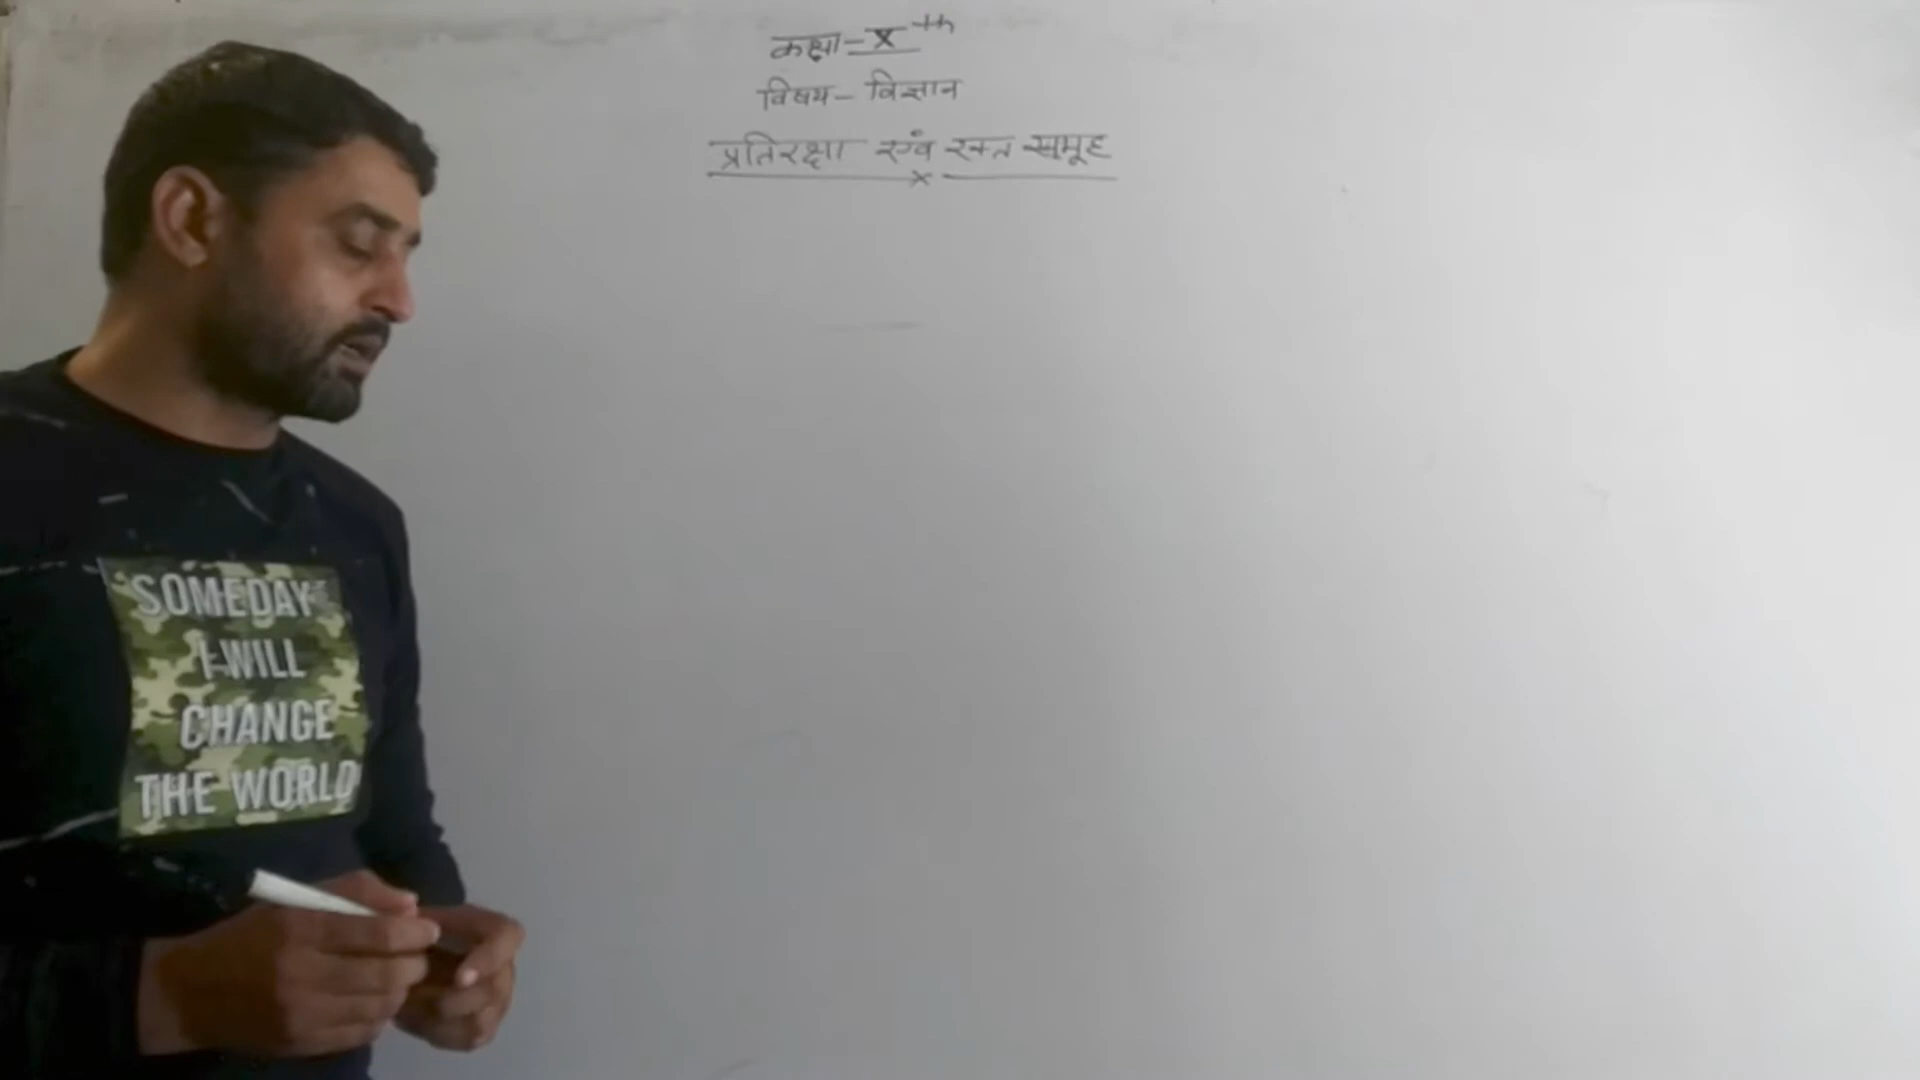 कक्षा - X th
विषय - विज्ञान
प्रतिरक्षा एवं रक्त समूह
SOMEDAY
I WILL
CHANGE
THE WORLD